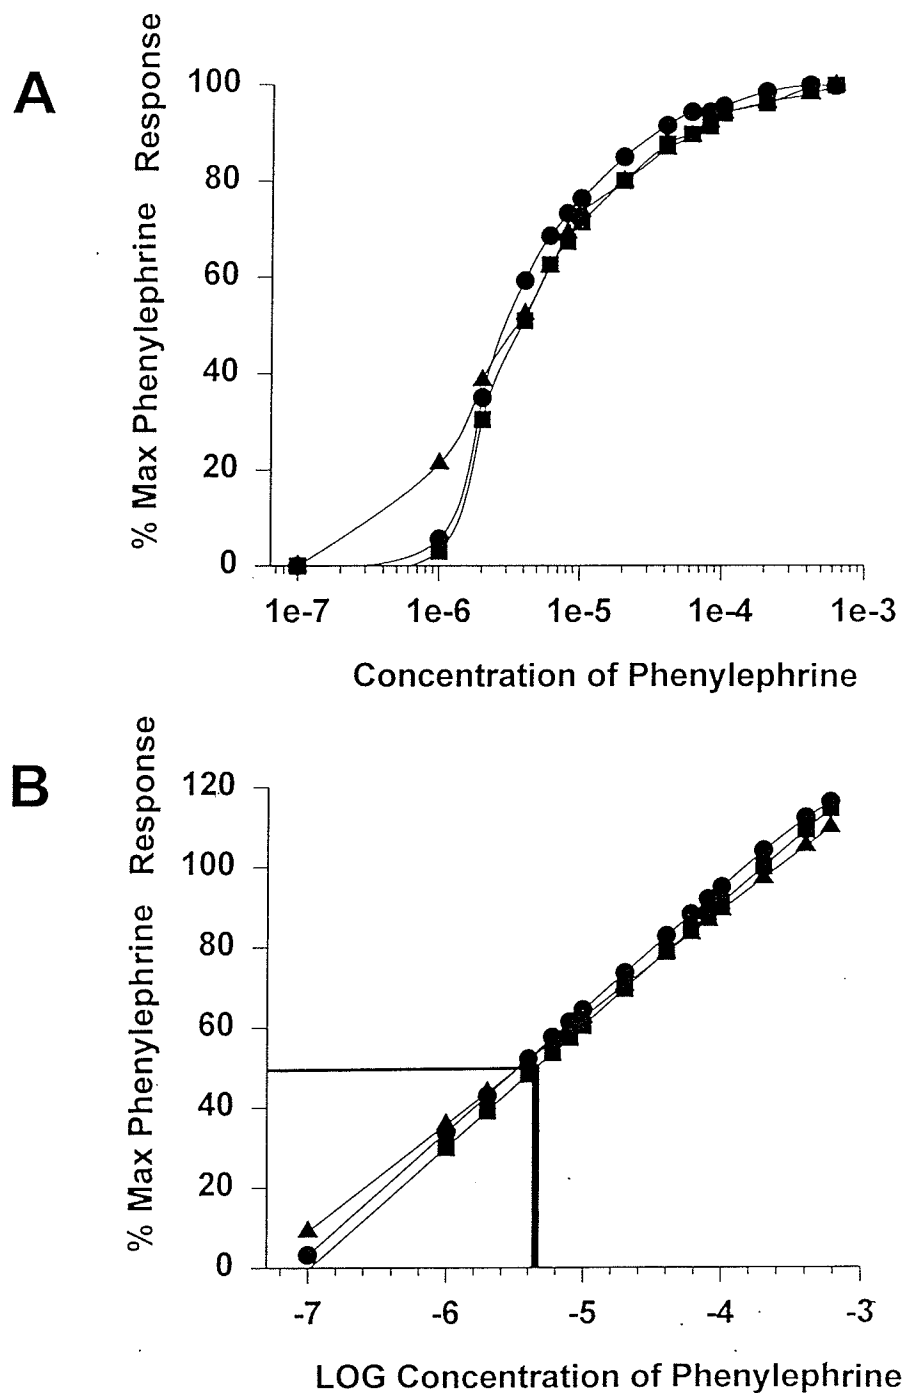 A
% Max Phenylephrine Response
100
80
60
40
20
0
1e-7 1e-6 1e-5 1e-4 1e-3
Concentration of Phenylephrine
B
% Max Phenylephrine Response
120
100
80
60
40
20
0
-7 -6 -5 -4 -3
LOG Concentration of Phenylephrine